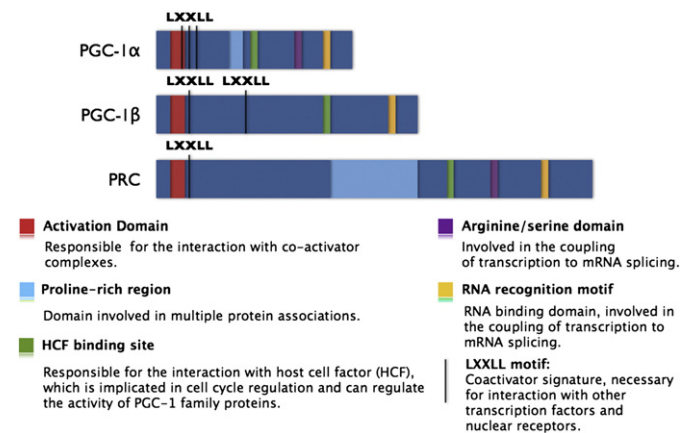 LXXLL
PGC-1α
LXXLL LXXLL
PGC-1β
LXXLL
PRC
Activation Domain
Responsible for the interaction with co-activator
complexes.
Proline-rich region
Domain involved in multiple protein associations.
HCF binding site
Responsible for the interaction with host cell factor (HCF),
which is implicated in cell cycle regulation and can regulate
the activity of PGC-1 family proteins.
Arginine/serine domain
Involved in the coupling
of transcription to mRNA splicing.
RNA recognition motif
RNA binding domain, involved in
the coupling of transcription to
mRNA splicing.
LXXLL motif:
Coactivator signature, necessary
for interaction with other
transcription factors and
nuclear receptors.